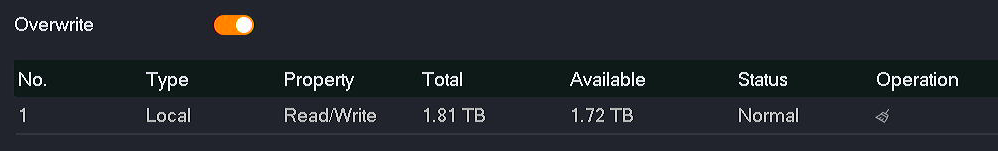 Overwrite
No. Type Property Total Available Status Operation
1 Local Read/Write 1.81 TB 1.72 TB Normal